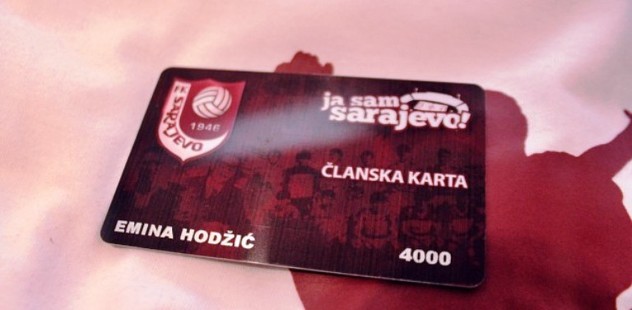 FK SARAJEVO
1946
ja sam
sarajevo!
ČLANSKA KARTA
EMINA HODŽIĆ
4000